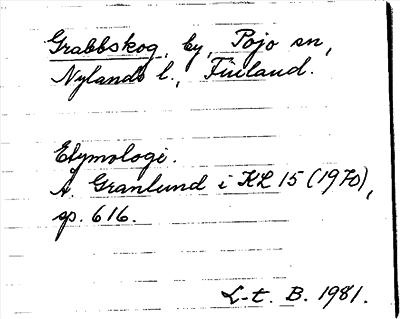 Grabbskog, by, Pojo sn,
Nylands l., Finland.
Etymologi.
Å. Granlund i KL 15 (1970),
sp. 616.
L-t. B. 1981.